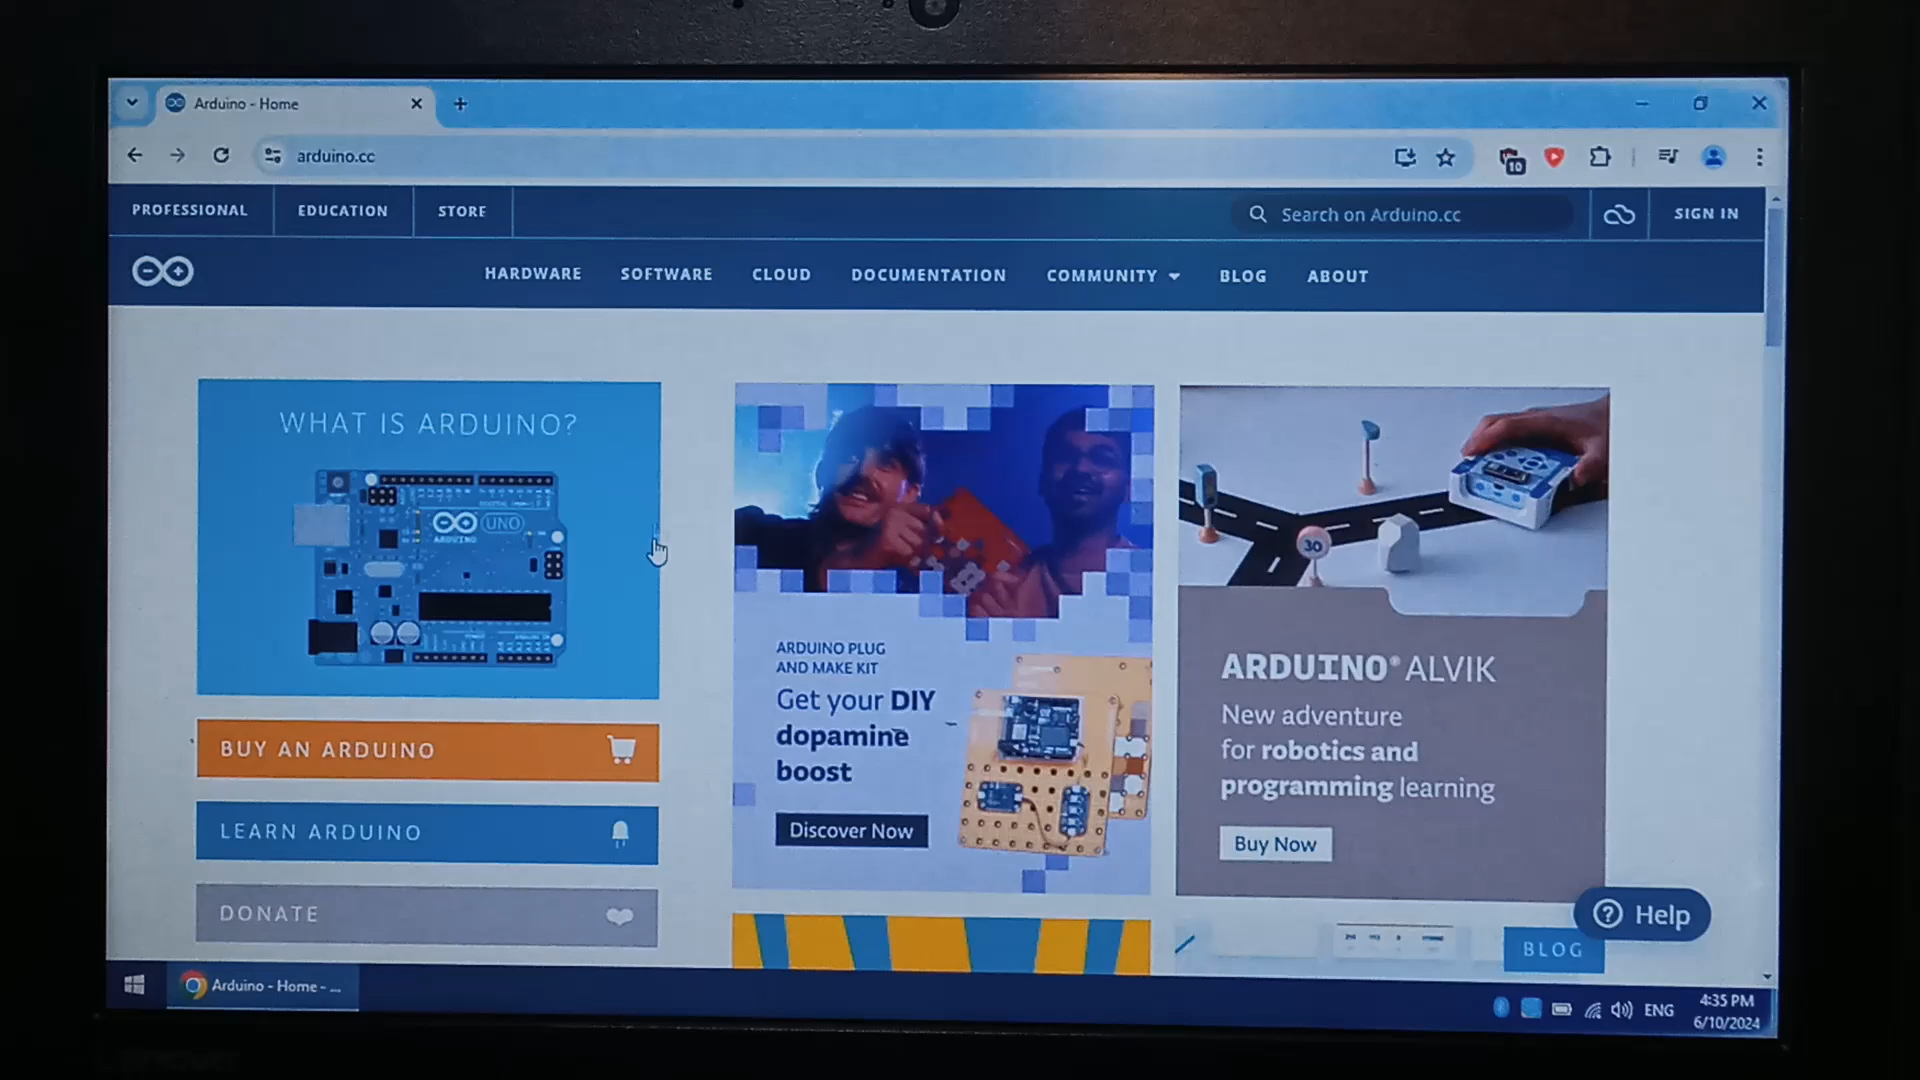 Arduino - Home
arduino.cc
10
PROFESSIONAL
EDUCATION
STORE
Search on Arduino.cc
SIGN IN
HARDWARE
SOFTWARE
CLOUD
DOCUMENTATION
COMMUNITY
BLOG
ABOUT
WHAT IS ARDUINO?
UNO
ARDUINO
BUY AN ARDUINO
LEARN ARDUINO
DONATE
ARDUINO PLUG
AND MAKE KIT
Get your DIY
dopamine
boost
Discover Now
30
ARDUINO® ALVIK
New adventure
for robotics and
programming learning
Buy Now
Help
BLOG
Arduino - Home - ...
ENG
4:35 PM
6/10/2024